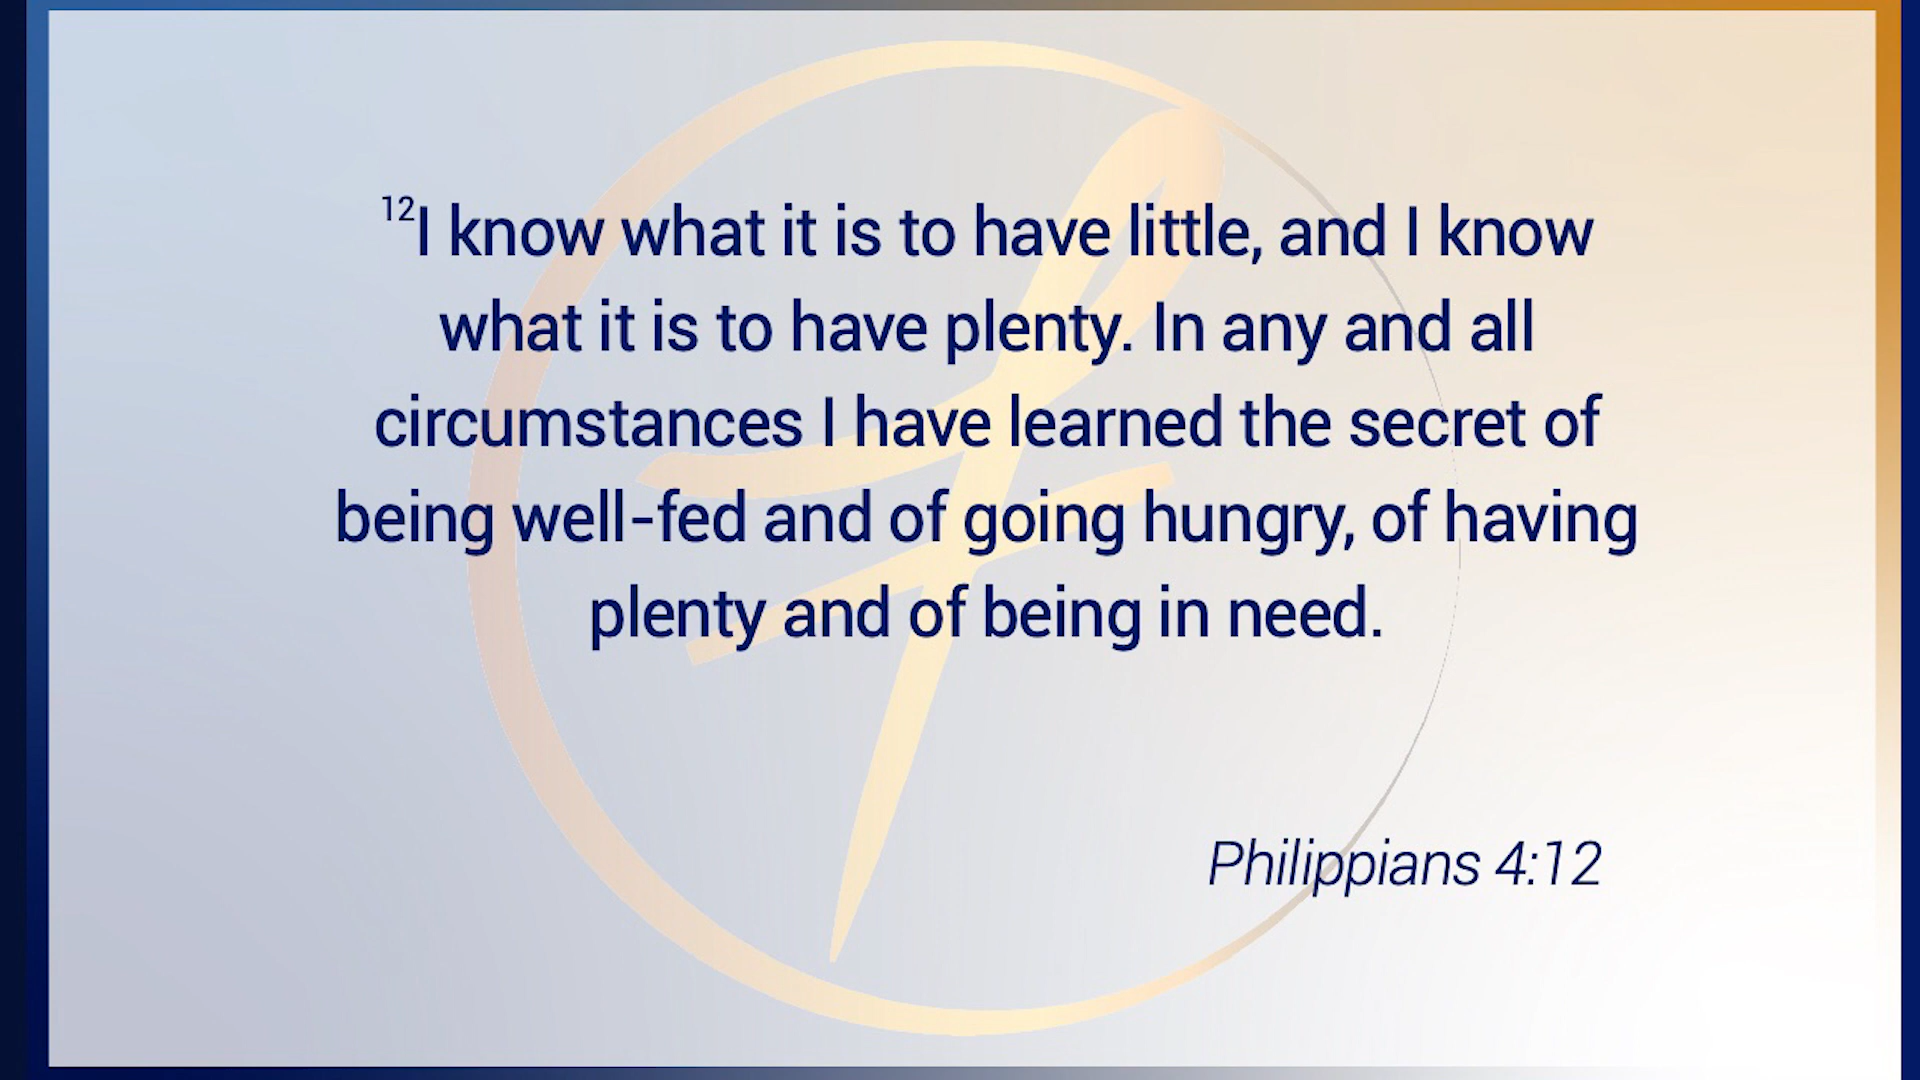 12I know what it is to have little, and I know
what it is to have plenty. In any and all
circumstances I have learned the secret of
being well-fed and of going hungry, of having
plenty and of being in need.
Philippians 4:12